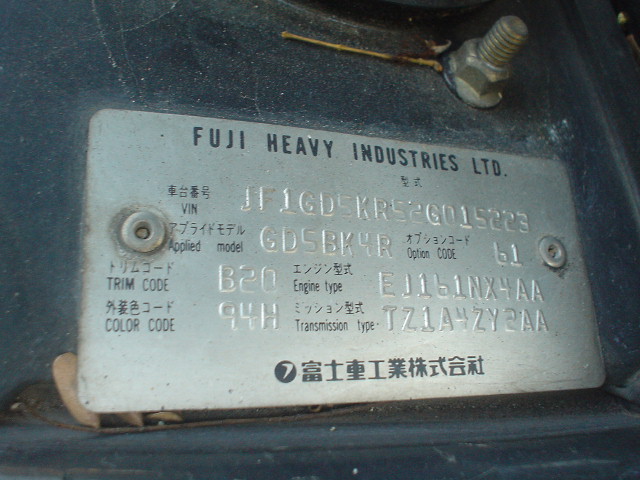 FUJI HEAVY INDUSTRIES LTD.
型式
車台番号 VIN JF1GD5KR52G015223
アプライドモデル Applied model GD5BK4R オプションコード Option CODE 61
トリムコード TRIM CODE B20 エンジン型式 Engine type EJ161NX4AA
外装色コード COLOR CODE 94H ミッション型式 Transmission type TZ1A4ZY2AA
富士重工業株式会社